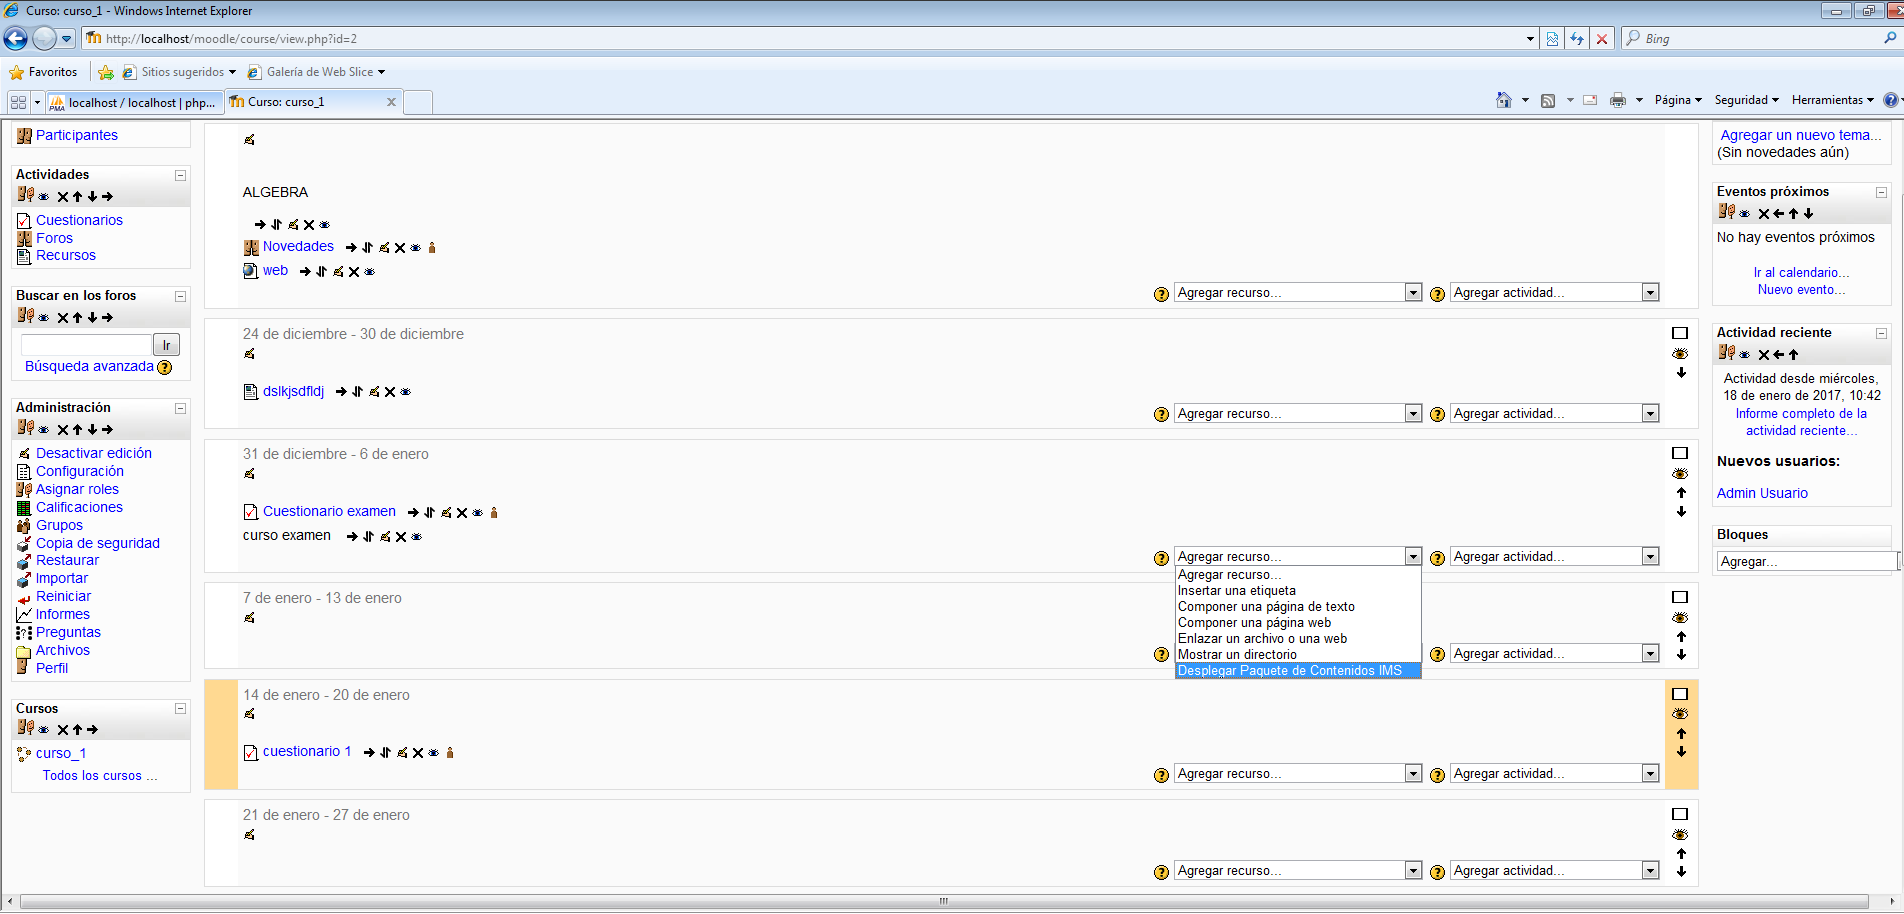 Curso: curso_1 - Windows Internet Explorer
http://localhost/moodle/course/view.php?id=2
Bing
Favoritos
Sitios sugeridos
Galería de Web Slice
PMA
localhost / localhost | php...
Curso: curso_1
Página
Seguridad
Herramientas
Participantes
Actividades
Cuestionarios
Foros
Recursos
Buscar en los foros
Ir
Búsqueda avanzada
Administración
Desactivar edición
Configuración
Asignar roles
Calificaciones
Grupos
Copia de seguridad
Restaurar
Importar
Reiniciar
Informes
Preguntas
Archivos
Perfil
Cursos
curso_1
Todos los cursos ...
ALGEBRA
Novedades
web
Agregar recurso... Agregar actividad...
24 de diciembre - 30 de diciembre
dslkjsdfldj
Agregar recurso... Agregar actividad...
31 de diciembre - 6 de enero
Cuestionario examen
curso examen
Agregar recurso... Agregar actividad...
Agregar recurso...
Insertar una etiqueta
Componer una página de texto
Componer una página web
Enlazar un archivo o una web
Mostrar un directorio
Desplegar Paquete de Contenidos IMS
7 de enero - 13 de enero
Agregar actividad...
14 de enero - 20 de enero
cuestionario 1
Agregar recurso... Agregar actividad...
21 de enero - 27 de enero
Agregar recurso... Agregar actividad...
Agregar un nuevo tema...
(Sin novedades aún)
Eventos próximos
No hay eventos próximos
Ir al calendario...
Nuevo evento...
Actividad reciente
Actividad desde miércoles,
18 de enero de 2017, 10:42
Informe completo de la
actividad reciente...
Nuevos usuarios:
Admin Usuario
Bloques
Agregar...